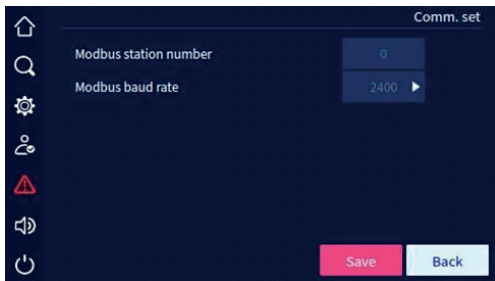 Comm. set
Modbus station number 0
Modbus baud rate 2400
Save Back